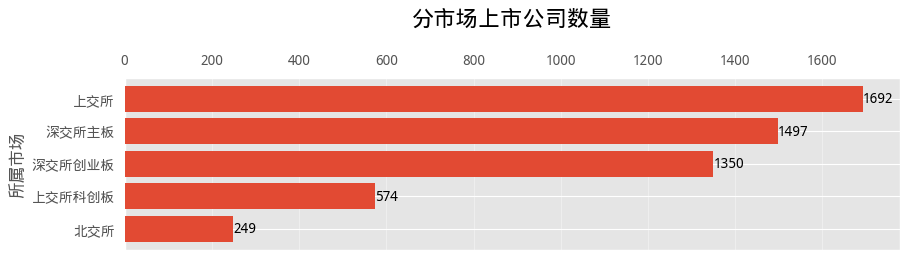 分市场上市公司数量
0 200 400 600 800 1000 1200 1400 1600
所属市场
上交所 1692
深交所主板 1497
深交所创业板 1350
上交所科创板 574
北交所 249